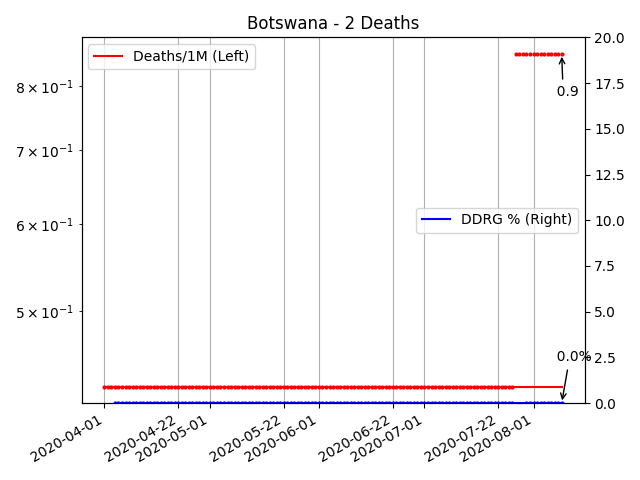 Botswana - 2 Deaths
Deaths/1M (Left)
DDRG % (Right)
8 × 10⁻¹
7 × 10⁻¹
6 × 10⁻¹
5 × 10⁻¹
20.0
17.5
15.0
12.5
10.0
7.5
5.0
2.5
0.0
0.9
0.0%
2020-04-01
2020-04-22
2020-05-01
2020-05-22
2020-06-01
2020-06-22
2020-07-01
2020-07-22
2020-08-01